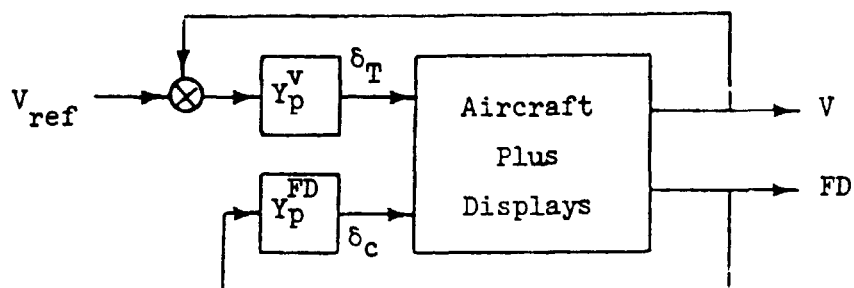 V_ref
Y_p^v
δ_T
Aircraft
Plus
Displays
V
Y_p^FD
δ_c
FD